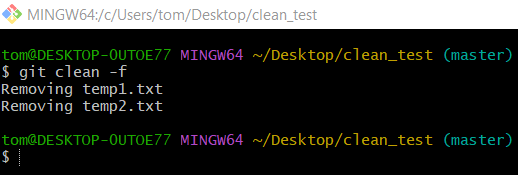 MINGW64:/c/Users/tom/Desktop/clean_test
tom@DESKTOP-OUTOE77 MINGW64 ~/Desktop/clean_test (master)
$ git clean -f
Removing temp1.txt
Removing temp2.txt
tom@DESKTOP-OUTOE77 MINGW64 ~/Desktop/clean_test (master)
$